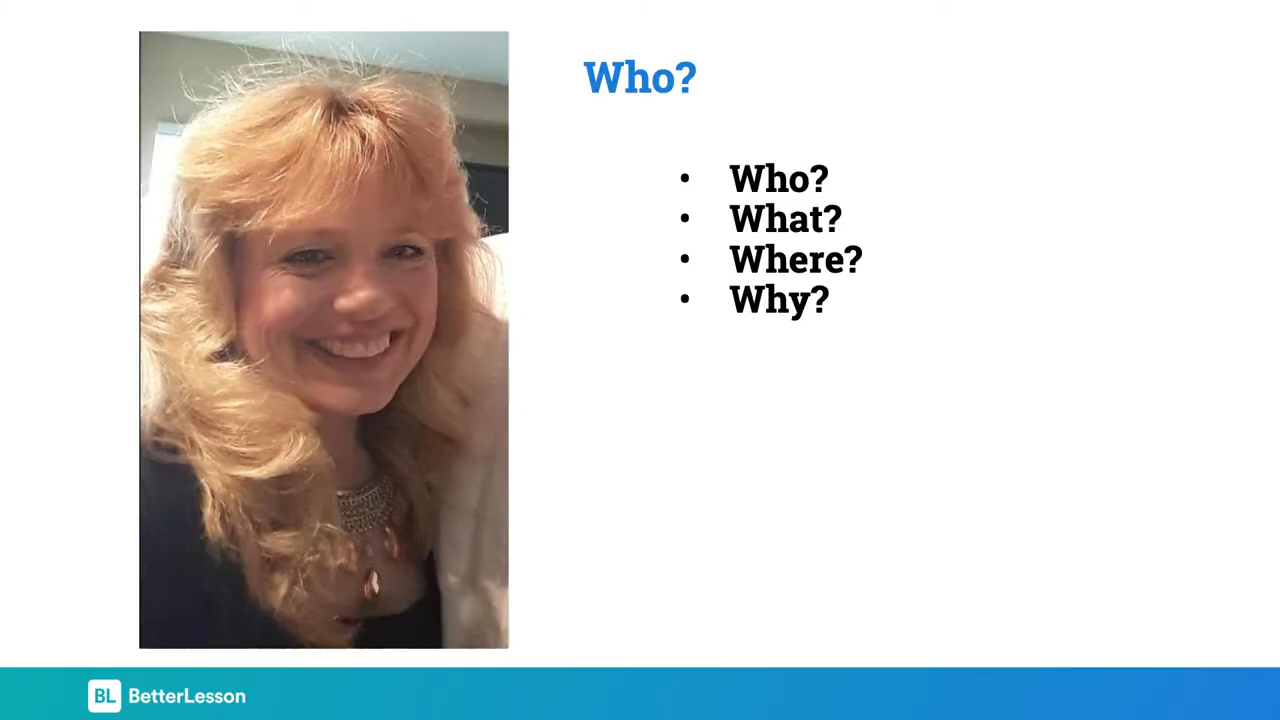 Who?
• Who?
• What?
• Where?
• Why?
BL BetterLesson